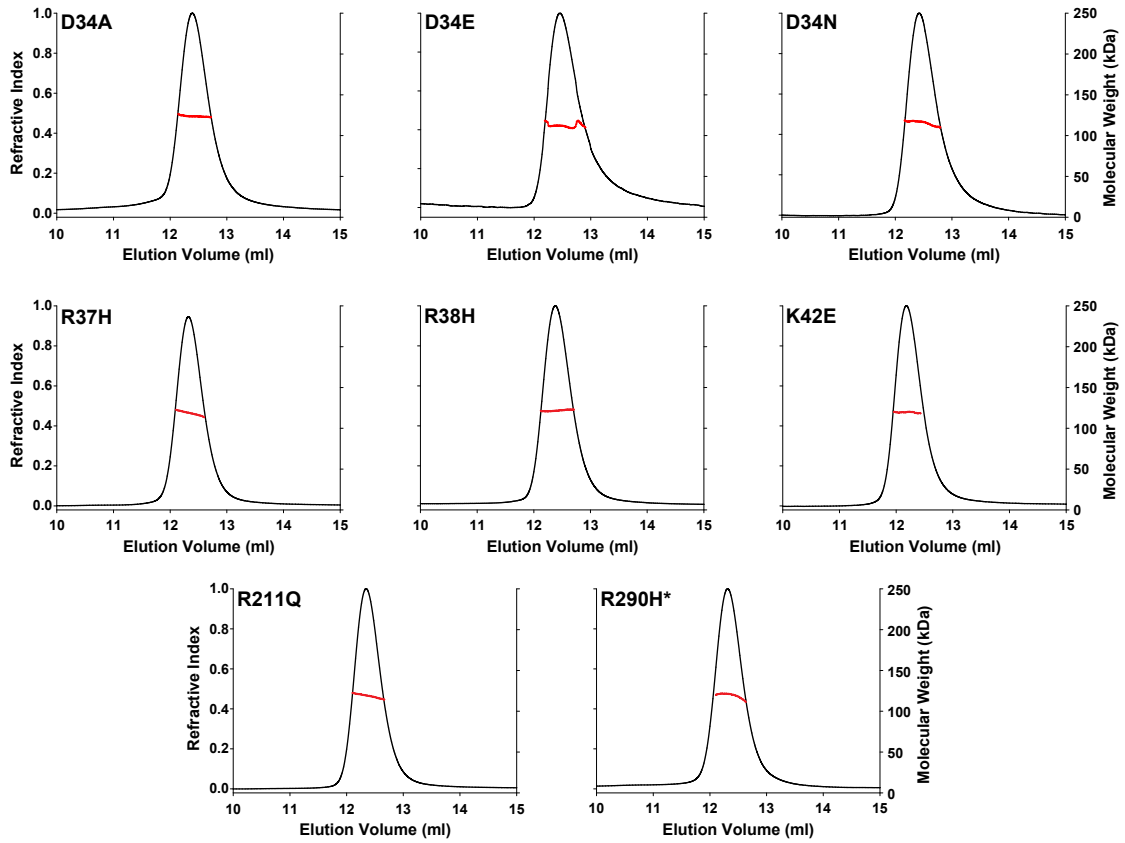 D34A D34E D34N
1.0 250
0.8 200
0.6 150
0.4 100
0.2 50
0.0 0
Refractive Index
Molecular Weight (kDa)
10 11 12 13 14 15 10 11 12 13 14 15 10 11 12 13 14 15
Elution Volume (ml) Elution Volume (ml) Elution Volume (ml)
R37H R38H K42E
1.0 250
0.8 200
0.6 150
0.4 100
0.2 50
0.0 0
Refractive Index
Molecular Weight (kDa)
10 11 12 13 14 15 10 11 12 13 14 15 10 11 12 13 14 15
Elution Volume (ml) Elution Volume (ml) Elution Volume (ml)
R211Q R290H*
1.0 250
0.8 200
0.6 150
0.4 100
0.2 50
0.0 0
Refractive Index
Molecular Weight (kDa)
10 11 12 13 14 15 10 11 12 13 14 15
Elution Volume (ml) Elution Volume (ml)